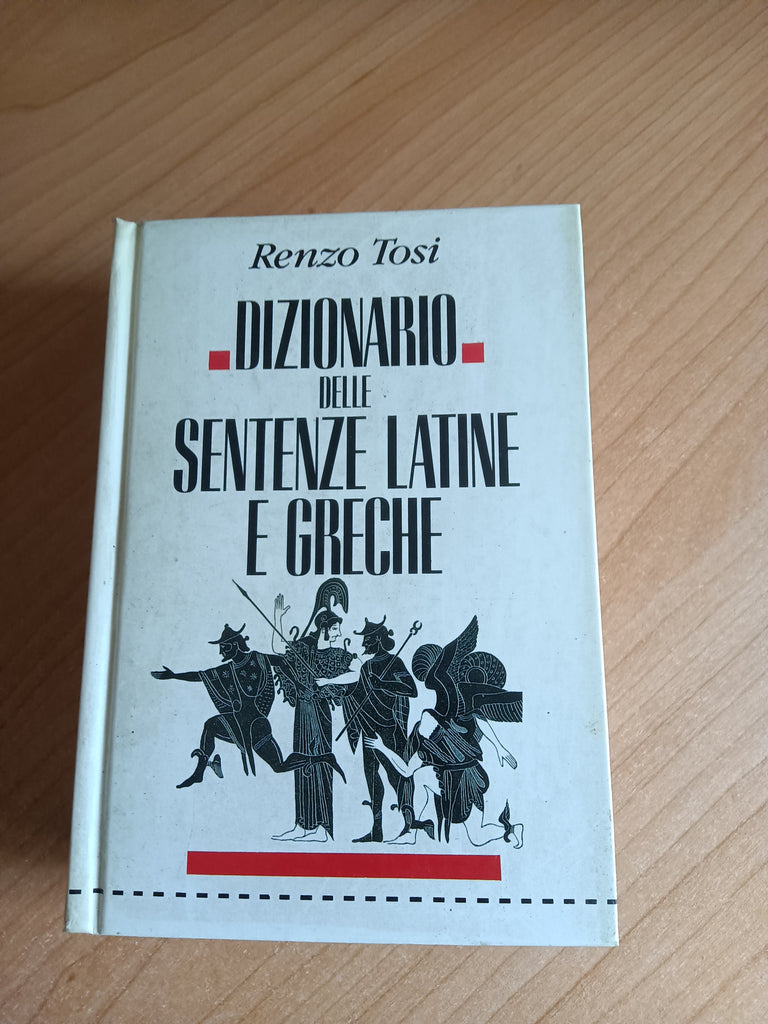 Renzo Tosi
DIZIONARIO
DELLE
SENTENZE LATINE
E GRECHE